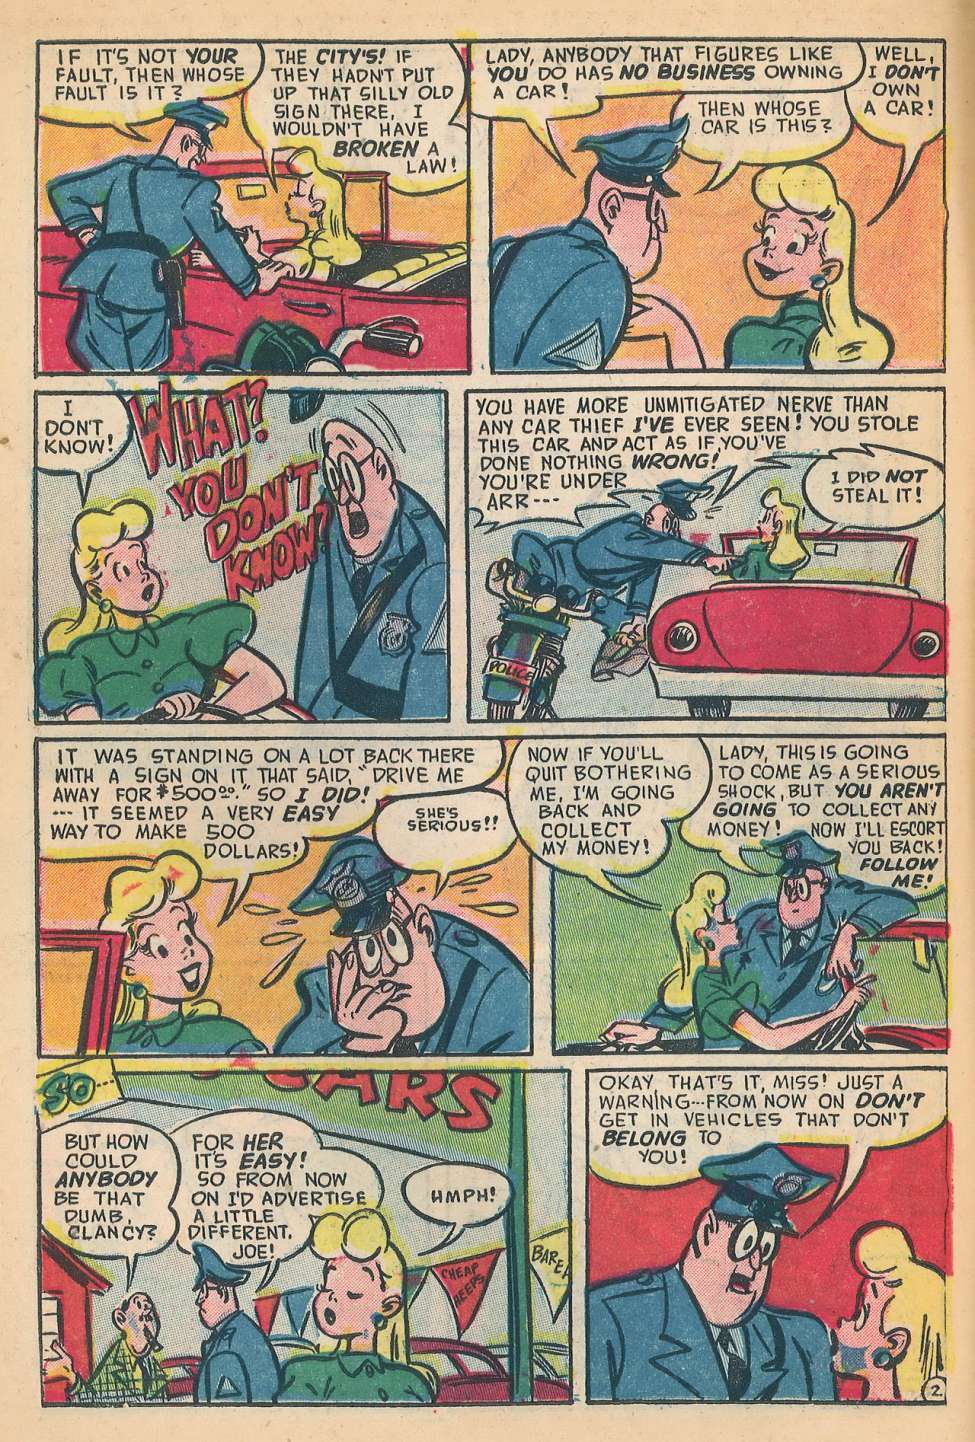 IF IT'S NOT YOUR
FAULT, THEN WHOSE
FAULT IS IT?
THE CITY'S! IF
THEY HADN'T PUT
UP THAT SILLY OLD
SIGN THERE, I
WOULDN'T HAVE
BROKEN A
LAW!
LADY, ANYBODY THAT FIGURES LIKE
YOU DO HAS NO BUSINESS OWNING
A CAR!
THEN WHOSE
CAR IS THIS?
WELL,
I DON'T
OWN
A CAR!
I
DON'T
KNOW!
WHAT?
YOU
DON'T
KNOW?
YOU HAVE MORE UNMITIGATED NERVE THAN
ANY CAR THIEF I'VE EVER SEEN! YOU STOLE
THIS CAR AND ACT AS IF YOU'VE
DONE NOTHING WRONG!
YOU'RE UNDER
ARR---
I DID NOT
STEAL IT!
POLICE
IT WAS STANDING ON A LOT BACK THERE
WITH A SIGN ON IT THAT SAID, "DRIVE ME
AWAY FOR $500.00." SO I DID!
--- IT SEEMED A VERY EASY
WAY TO MAKE 500
DOLLARS!
SHE'S
SERIOUS!!
NOW IF YOU'LL
QUIT BOTHERING
ME, I'M GOING
BACK AND
COLLECT
MY MONEY!
LADY, THIS IS GOING
TO COME AS A SERIOUS
SHOCK, BUT YOU AREN'T
GOING TO COLLECT ANY
MONEY! NOW I'LL ESCORT
YOU BACK!
FOLLOW
ME!
SO---
CARS
BUT HOW
COULD
ANYBODY
BE THAT
DUMB,
CLANCY?
FOR HER
IT'S EASY!
SO FROM NOW
ON I'D ADVERTISE
A LITTLE
DIFFERENT,
JOE!
HMPH!
CHEAP
HEEPS
OKAY, THAT'S IT, MISS! JUST A
WARNING---FROM NOW ON DON'T
GET IN VEHICLES THAT DON'T
BELONG TO
YOU!
2